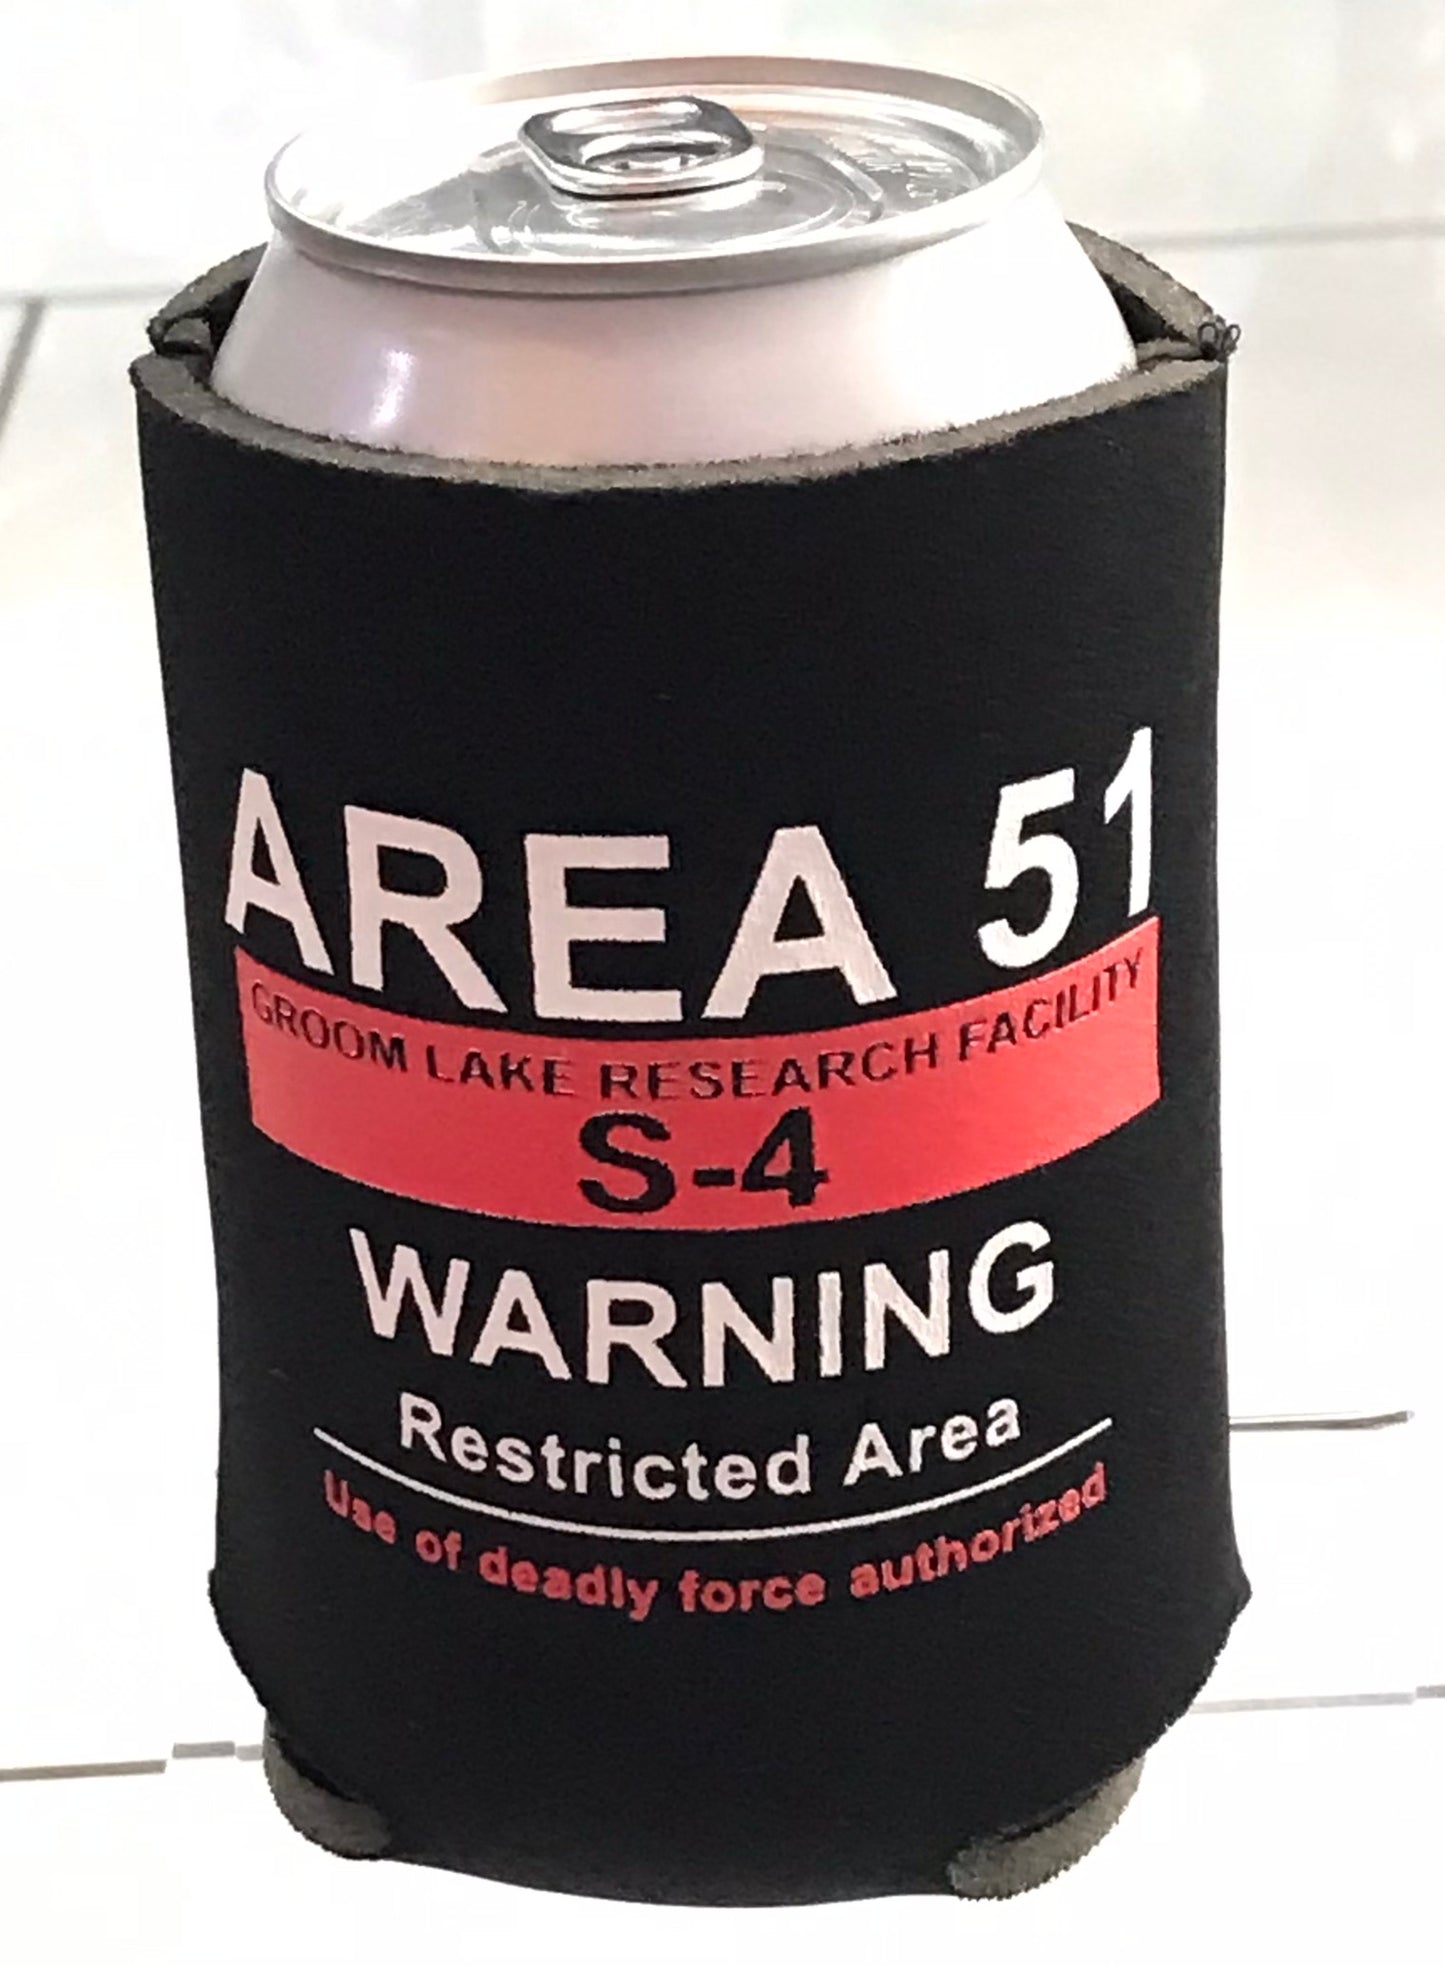 AREA 51
GROOM LAKE RESEARCH FACILITY
S-4
WARNING
Restricted Area
Use of deadly force authorized